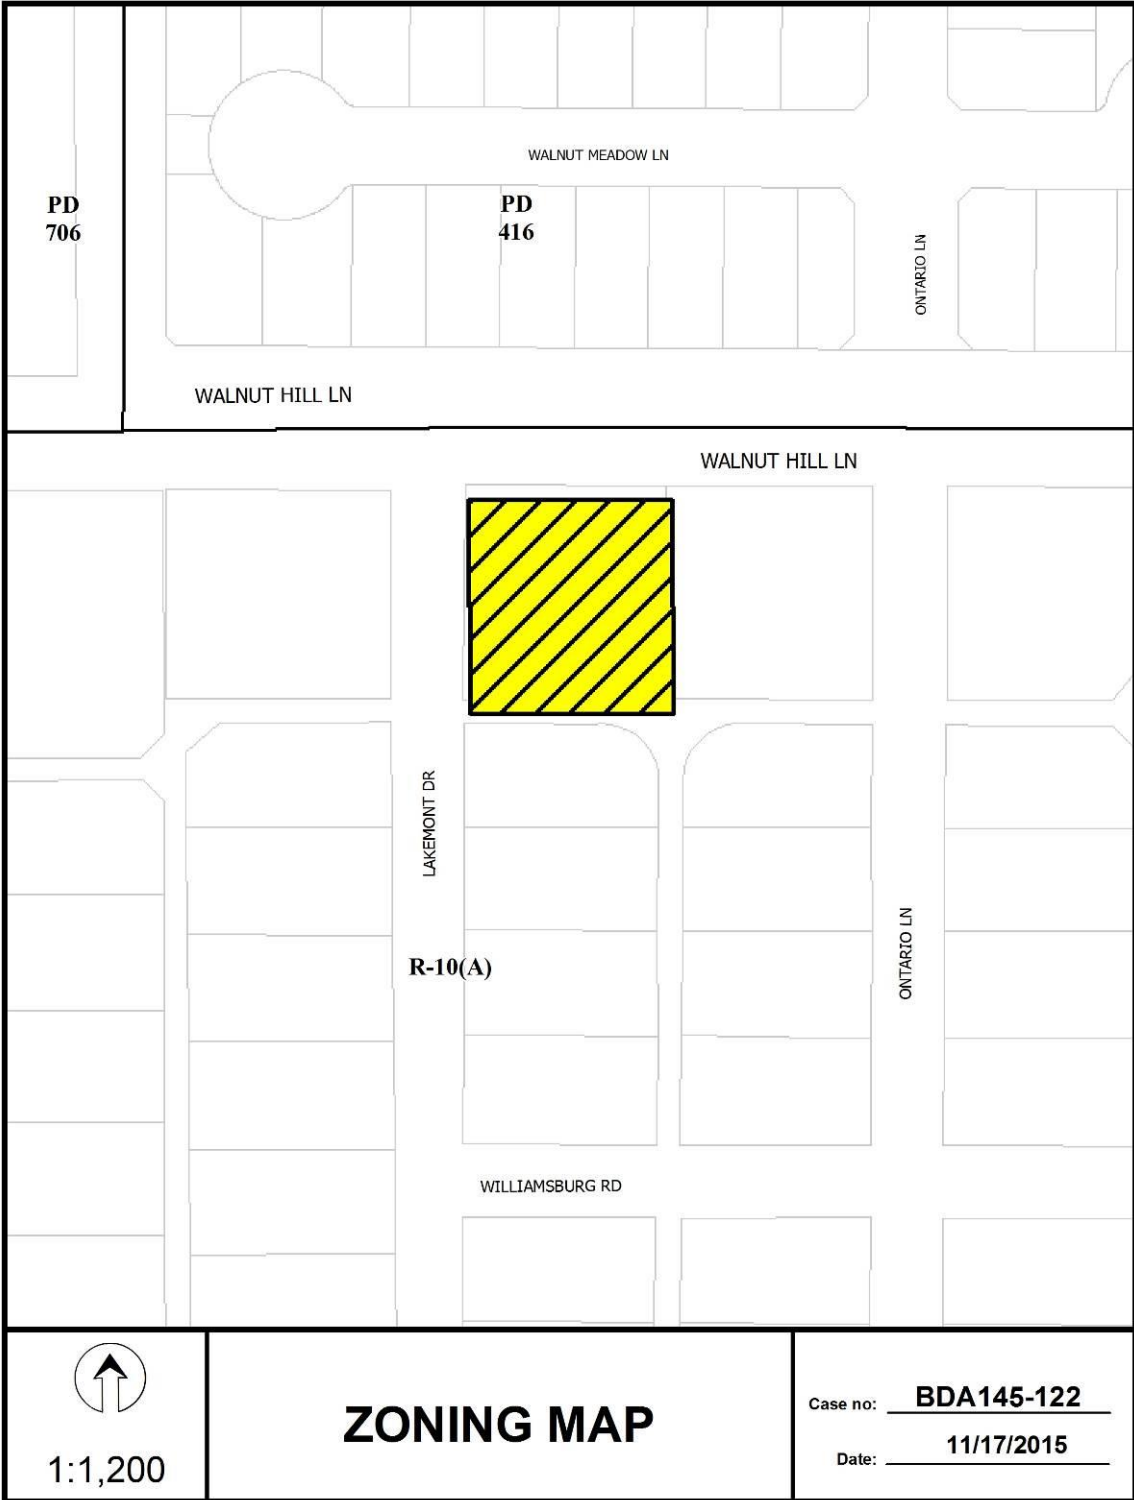 WALNUT MEADOW LN
PD
706
PD
416
ONTARIO LN
WALNUT HILL LN
WALNUT HILL LN
LAKEMONT DR
ONTARIO LN
R-10(A)
WILLIAMSBURG RD
1:1,200
ZONING MAP
Case no: BDA145-122
Date: 11/17/2015